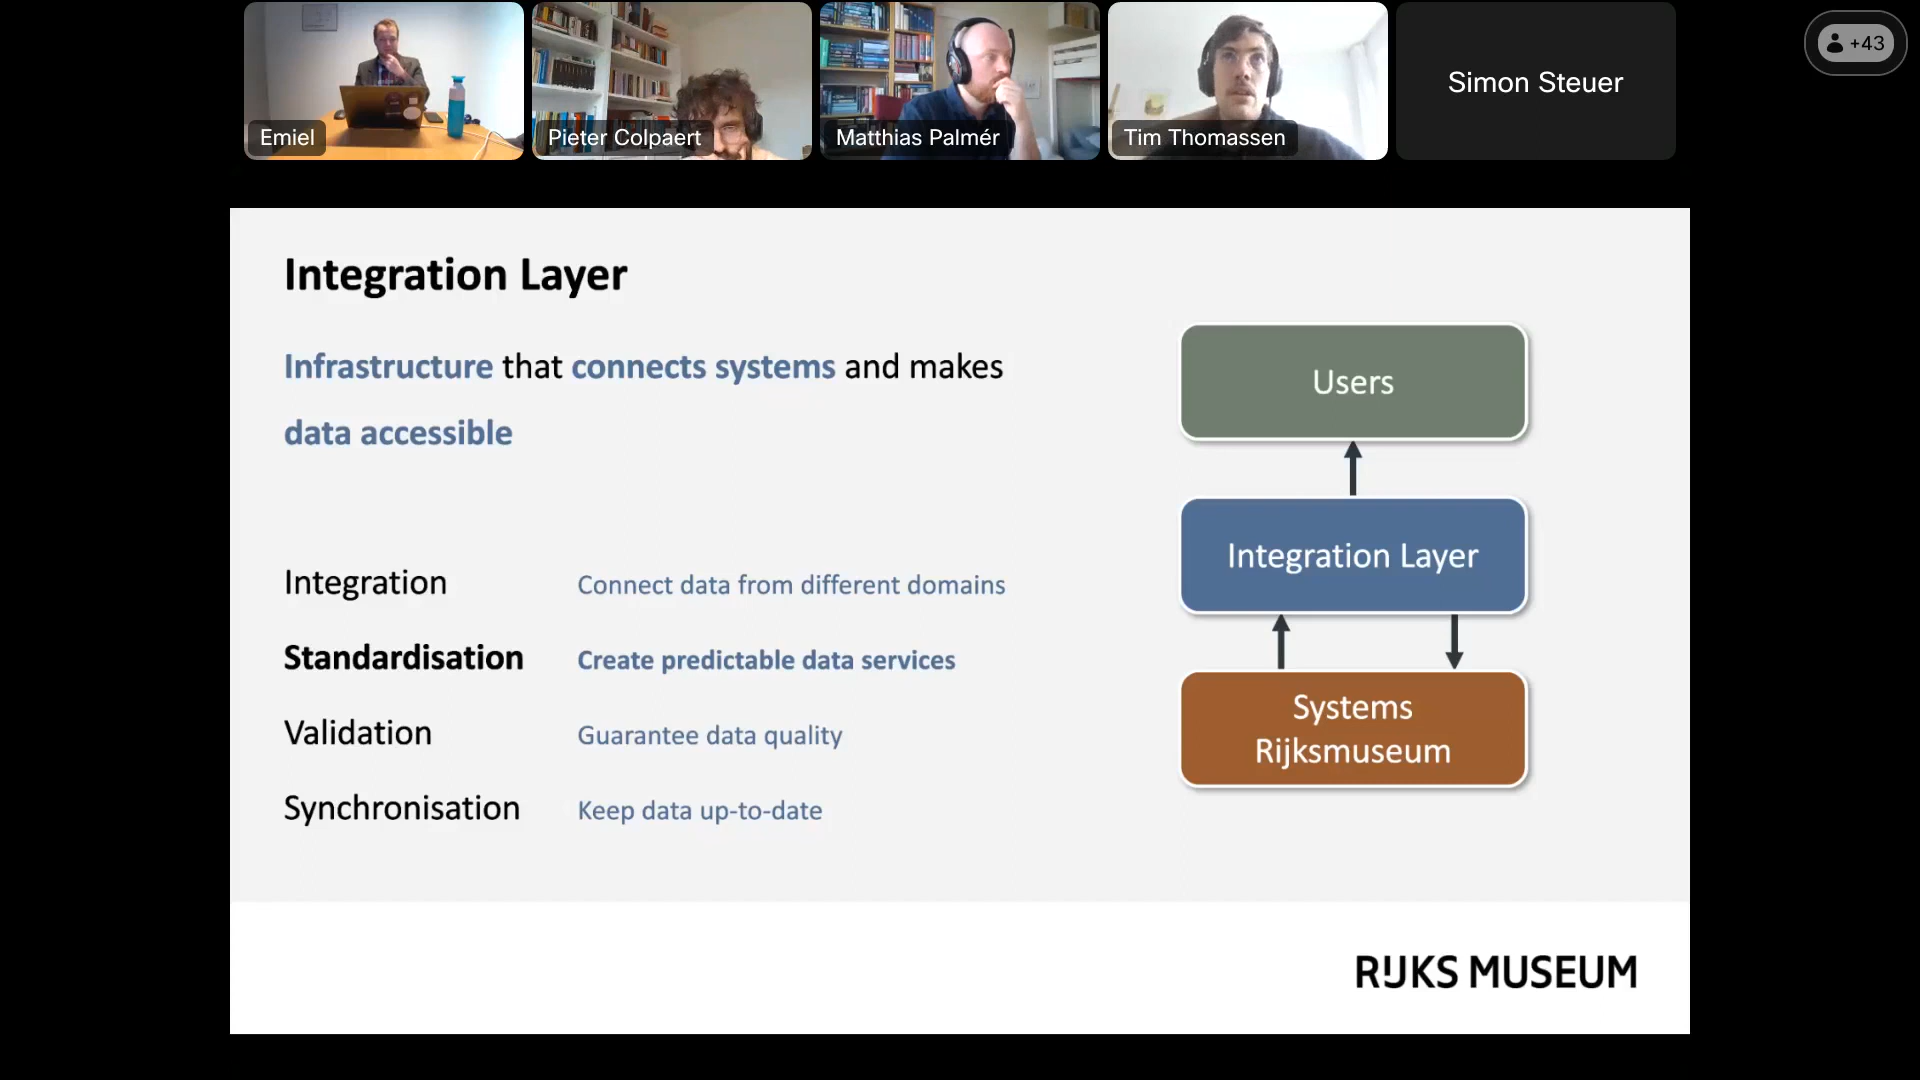 Emiel
Pieter Colpaert
Matthias Palmér
Tim Thomassen
Simon Steuer
+43
Integration Layer
Infrastructure that connects systems and makes
data accessible
Integration Connect data from different domains
Standardisation Create predictable data services
Validation Guarantee data quality
Synchronisation Keep data up-to-date
Users
Integration Layer
Systems
Rijksmuseum
RIJKS MUSEUM